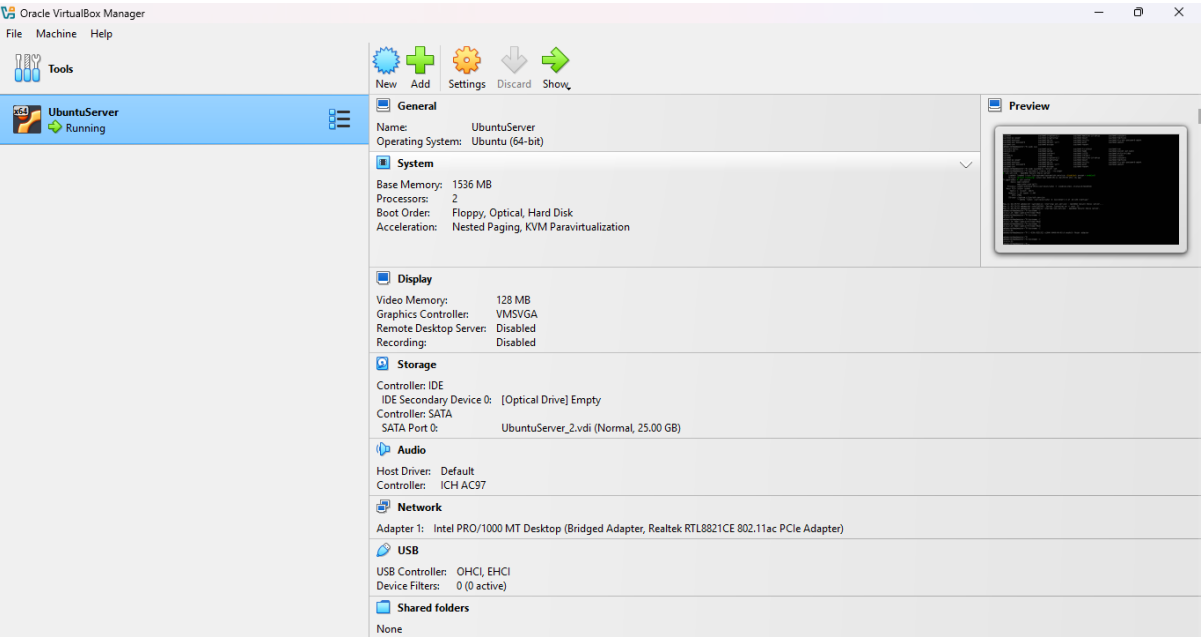 Oracle VirtualBox Manager
File Machine Help
Tools
New Add Settings Discard Show
x64
UbuntuServer
Running
General
Name: UbuntuServer
Operating System: Ubuntu (64-bit)
Preview
System
Base Memory: 1536 MB
Processors: 2
Boot Order: Floppy, Optical, Hard Disk
Acceleration: Nested Paging, KVM Paravirtualization
Display
Video Memory: 128 MB
Graphics Controller: VMSVGA
Remote Desktop Server: Disabled
Recording: Disabled
Storage
Controller: IDE
IDE Secondary Device 0: [Optical Drive] Empty
Controller: SATA
SATA Port 0: UbuntuServer_2.vdi (Normal, 25.00 GB)
Audio
Host Driver: Default
Controller: ICH AC97
Network
Adapter 1: Intel PRO/1000 MT Desktop (Bridged Adapter, Realtek RTL8821CE 802.11ac PCIe Adapter)
USB
USB Controller: OHCI, EHCI
Device Filters: 0 (0 active)
Shared folders
None